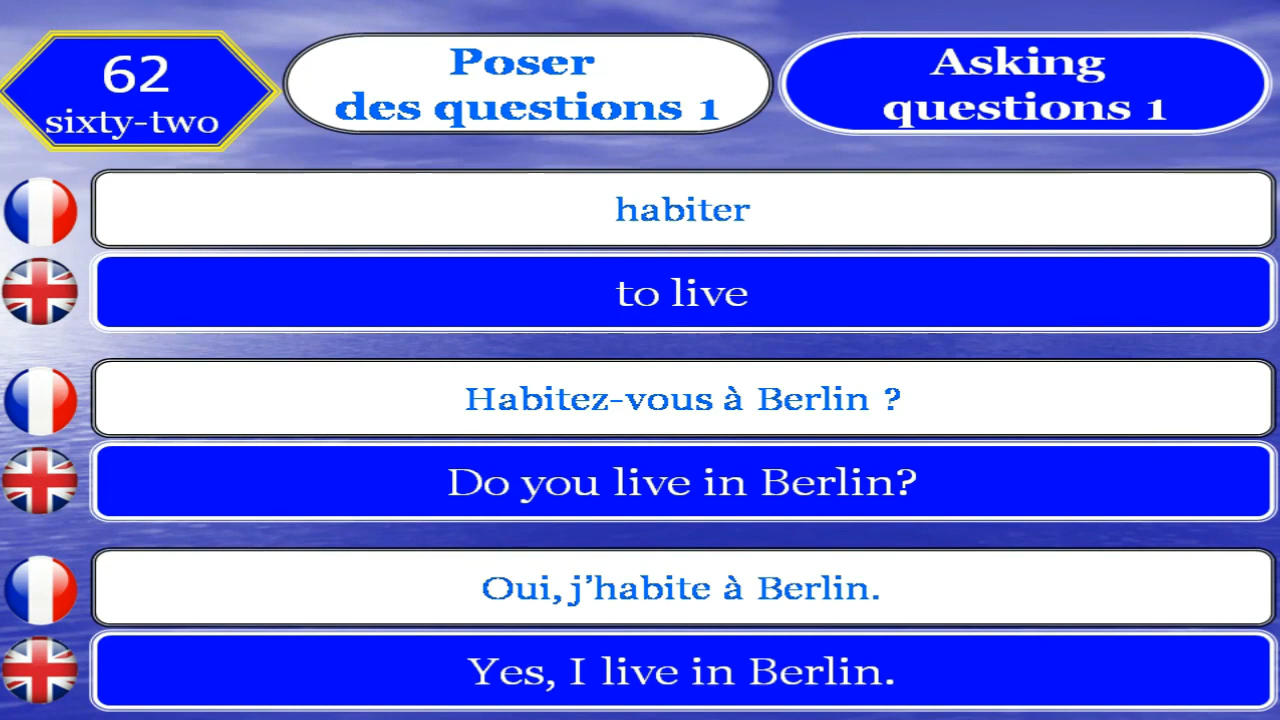 62
sixty-two
Poser
des questions 1
Asking
questions 1
habiter
to live
Habitez-vous à Berlin ?
Do you live in Berlin?
Oui, j’habite à Berlin.
Yes, I live in Berlin.